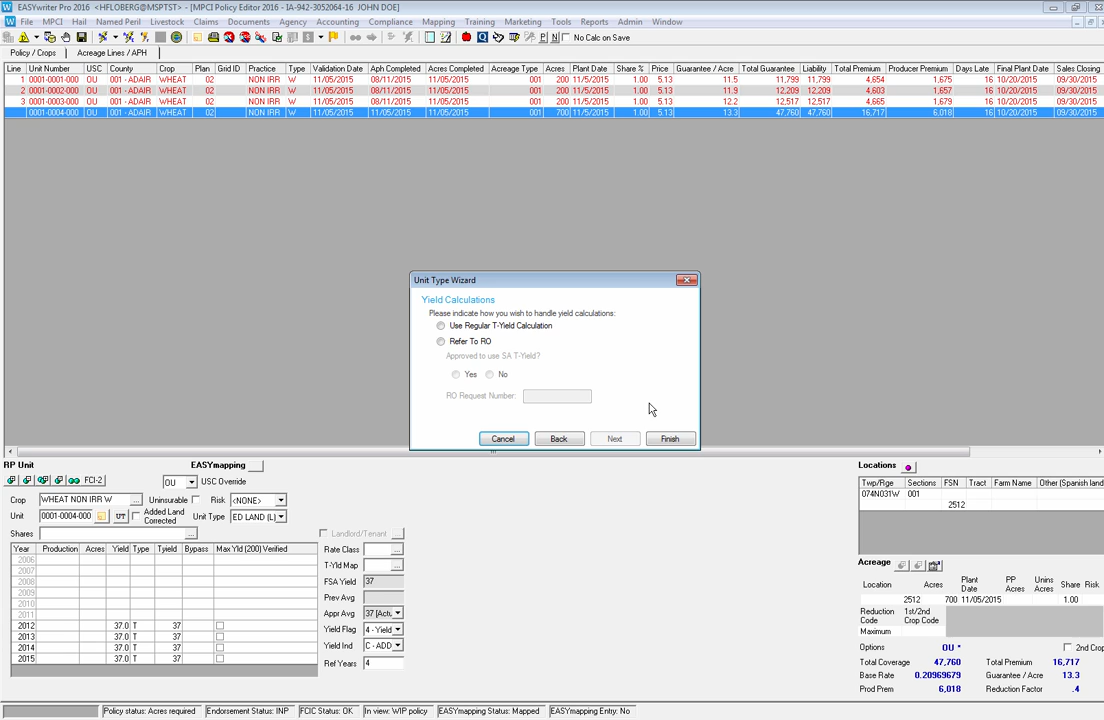 EASYwriter Pro 2016 <HFLOBERG@MSPTST> - [MPCI Policy Editor 2016 - IA-942-3052064-16 JOHN DOE]
File MPCI Hail Named Peril Livestock Claims Documents Agency Accounting Compliance Mapping Training Marketing Tools Reports Admin Window
No Calc on Save
Policy / Crops Acreage Lines / APH
Line Unit Number USC County Crop Plan Grid ID Practice Type Validation Date Aph Completed Acres Completed Acreage Type Acres Plant Date Share % Price Guarantee / Acre Total Guarantee Liability Total Premium Producer Premium Days Late Final Plant Date Sales Closing
1 0001-0001-000 OU 001 - ADAIR WHEAT 02 NON IRR W 11/05/2015 08/11/2015 11/05/2015 001 200 11/5/2015 1.00 5.13 11.5 11,799 11,799 4,654 1,675 16 10/20/2015 09/30/2015
2 0001-0002-000 OU 001 - ADAIR WHEAT 02 NON IRR W 11/05/2015 08/11/2015 11/05/2015 001 200 11/5/2015 1.00 5.13 11.9 12,209 12,209 4,603 1,657 16 10/20/2015 09/30/2015
3 0001-0003-000 OU 001 - ADAIR WHEAT 02 NON IRR W 11/05/2015 08/11/2015 11/05/2015 001 200 11/5/2015 1.00 5.13 12.2 12,517 12,517 4,665 1,679 16 10/20/2015 09/30/2015
0001-0004-000 OU 001 - ADAIR WHEAT 02 NON IRR W 11/05/2015 11/05/2015 11/05/2015 001 700 11/5/2015 1.00 5.13 13.3 47,760 47,760 16,717 6,018 16 10/20/2015 09/30/2015
Unit Type Wizard
Yield Calculations
Please indicate how you wish to handle yield calculations:
Use Regular T-Yield Calculation
Refer To RO
Approved to use SA T-Yield?
Yes No
RO Request Number:
Cancel Back Next Finish
RP Unit EASYmapping
FCI-2 OU USC Override
Crop WHEAT NON IRR W ... Uninsurable Risk <NONE>
Unit 0001-0004-000 UT Added Land Corrected Unit Type ED LAND (L)
Shares ... Landlord/Tenant ...
Year Production Acres Yield Type Tyield Bypass Max Yld (200) Verified
2006
2007
2008
2009
2010
2011
2012 37.0 T 37
2013 37.0 T 37
2014 37.0 T 37
2015 37.0 T 37
Rate Class ...
T-Yld Map ...
FSA Yield 37
Prev Avg
Appr Avg 37 [Actu
Yield Flag 4 - Yield
Yield Ind C - ADD
Ref Years 4
Locations
Twp/Rge Sections FSN Tract Farm Name Other (Spanish land
074N031W 001
2512
Acreage
Location Acres Plant Date PP Acres Unins Acres Share Risk
2512 700 11/05/2015 1.00
Reduction Code 1st/2nd Crop Code
Maximum
Options OU * 2nd Crop
Total Coverage 47,760 Total Premium 16,717
Base Rate 0.20969679 Guarantee / Acre 13.3
Prod Prem 6,018 Reduction Factor .4
Policy status: Acres required Endorsement Status: INP FCIC Status: OK In view: WIP policy EASYmapping Status: Mapped EASYmapping Entry: No